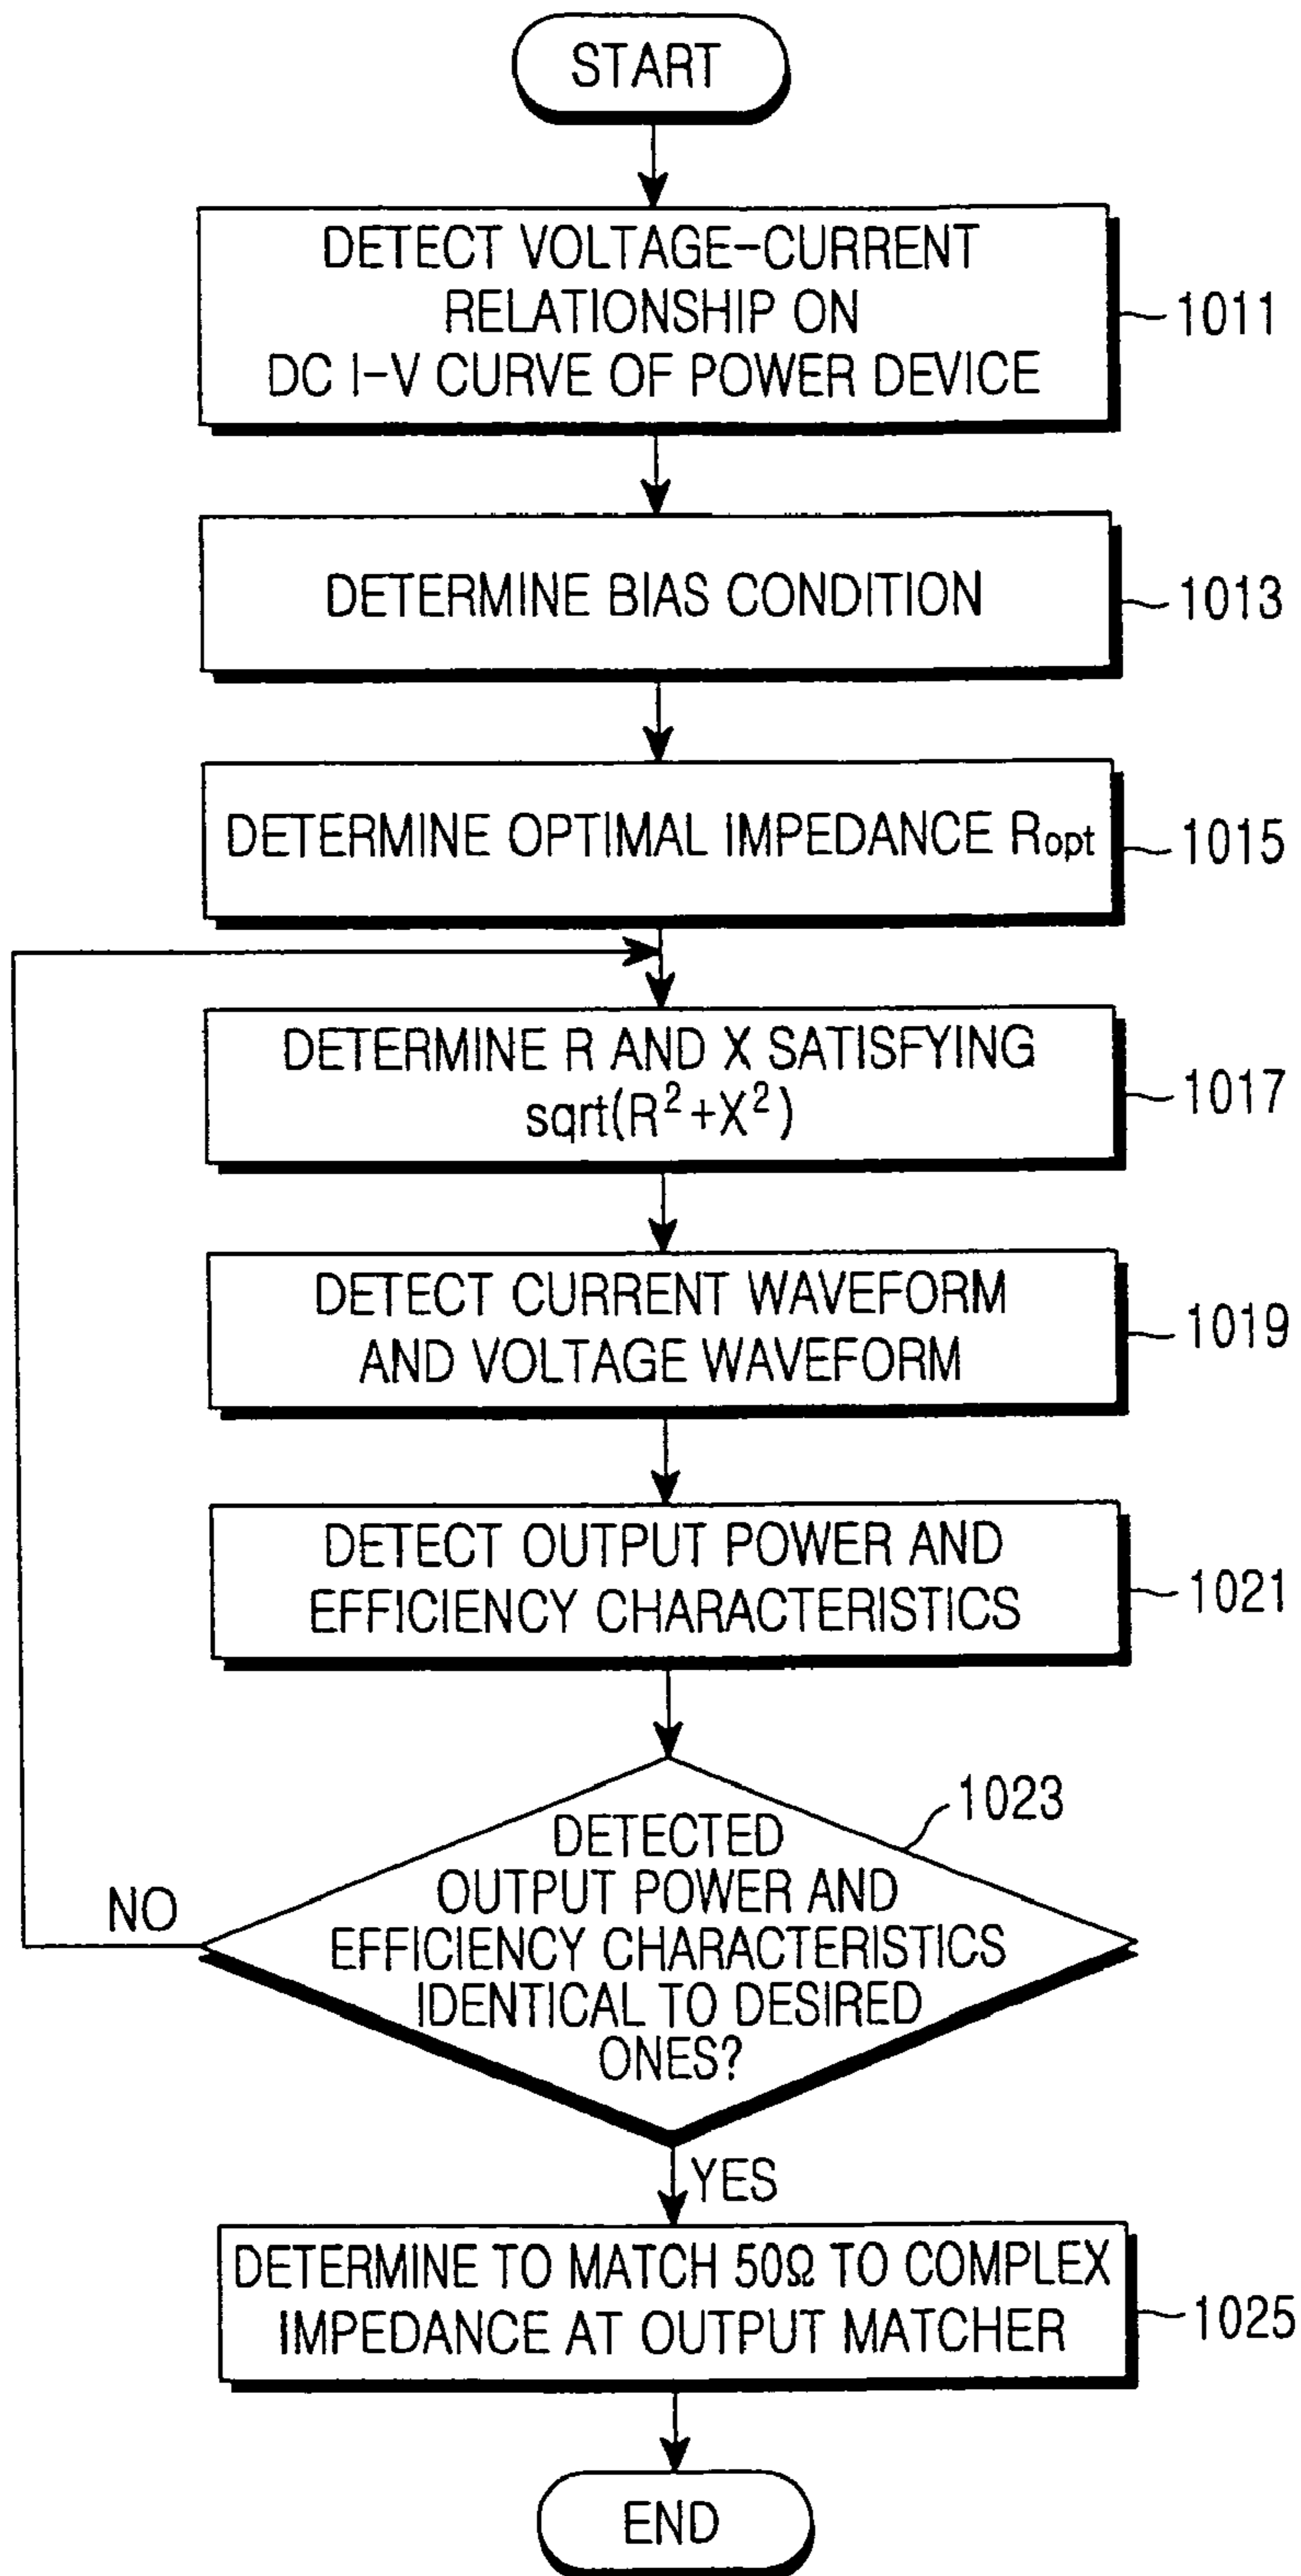 START
DETECT VOLTAGE-CURRENT
RELATIONSHIP ON
DC I-V CURVE OF POWER DEVICE
1011
DETERMINE BIAS CONDITION
1013
DETERMINE OPTIMAL IMPEDANCE Ropt
1015
DETERMINE R AND X SATISFYING
sqrt(R²+X²)
1017
DETECT CURRENT WAVEFORM
AND VOLTAGE WAVEFORM
1019
DETECT OUTPUT POWER AND
EFFICIENCY CHARACTERISTICS
1021
1023
DETECTED
OUTPUT POWER AND
EFFICIENCY CHARACTERISTICS
IDENTICAL TO DESIRED
ONES?
NO
YES
DETERMINE TO MATCH 50Ω TO COMPLEX
IMPEDANCE AT OUTPUT MATCHER
1025
END